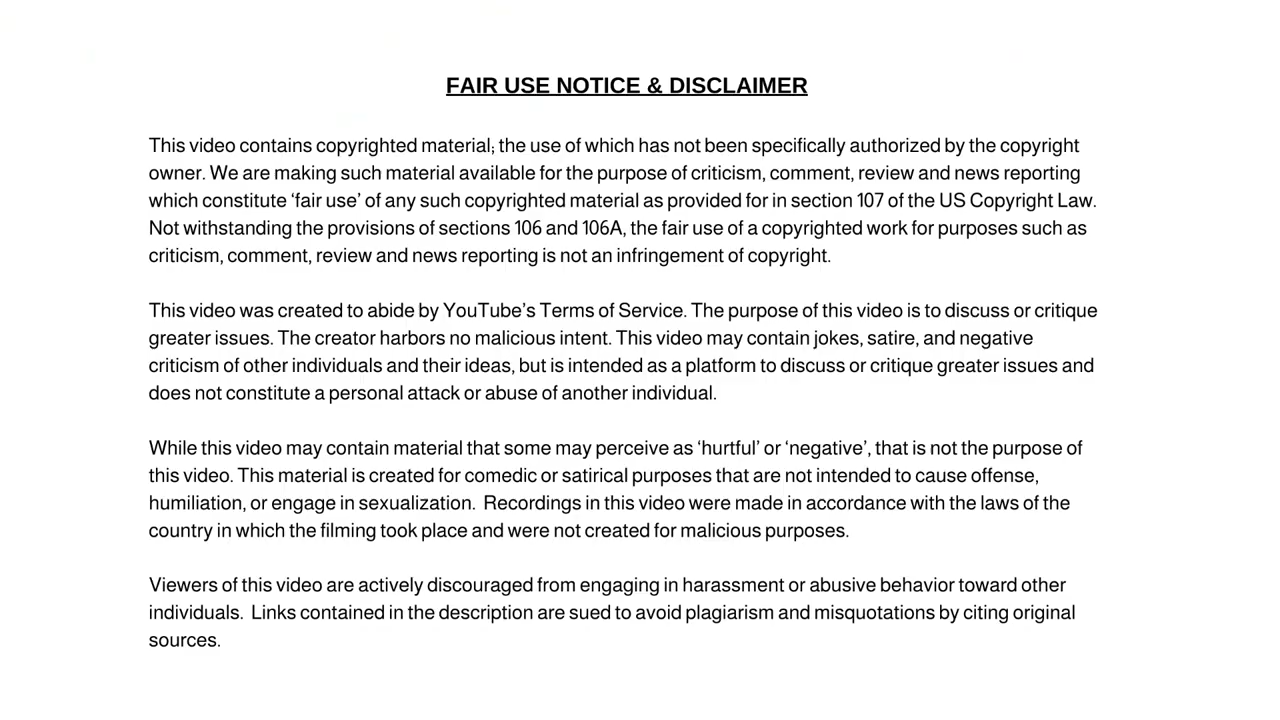 FAIR USE NOTICE & DISCLAIMER
This video contains copyrighted material; the use of which has not been specifically authorized by the copyright
owner. We are making such material available for the purpose of criticism, comment, review and news reporting
which constitute ‘fair use’ of any such copyrighted material as provided for in section 107 of the US Copyright Law.
Not withstanding the provisions of sections 106 and 106A, the fair use of a copyrighted work for purposes such as
criticism, comment, review and news reporting is not an infringement of copyright.
This video was created to abide by YouTube’s Terms of Service. The purpose of this video is to discuss or critique
greater issues. The creator harbors no malicious intent. This video may contain jokes, satire, and negative
criticism of other individuals and their ideas, but is intended as a platform to discuss or critique greater issues and
does not constitute a personal attack or abuse of another individual.
While this video may contain material that some may perceive as ‘hurtful’ or ‘negative’, that is not the purpose of
this video. This material is created for comedic or satirical purposes that are not intended to cause offense,
humiliation, or engage in sexualization.  Recordings in this video were made in accordance with the laws of the
country in which the filming took place and were not created for malicious purposes.
Viewers of this video are actively discouraged from engaging in harassment or abusive behavior toward other
individuals.  Links contained in the description are sued to avoid plagiarism and misquotations by citing original
sources.